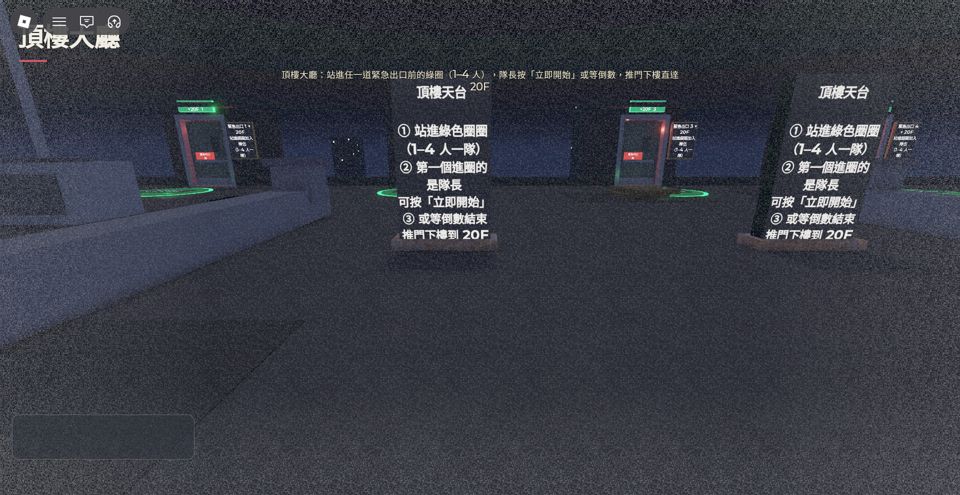 頂樓大廳
頂樓大廳：站進任一道緊急出口前的綠圈（1–4 人），隊長按「立即開始」或等倒數，推門下樓直達
20F
頂樓天台
① 站進綠色圈圈
（1–4 人一隊）
② 第一個進圈的
是隊長
可按「立即開始」
③ 或等倒數結束
推門下樓到 20F
頂樓天台
① 站進綠色圈圈
（1–4 人一隊）
② 第一個進圈的
是隊長
可按「立即開始」
③ 或等倒數結束
推門下樓到 20F
20F
20F